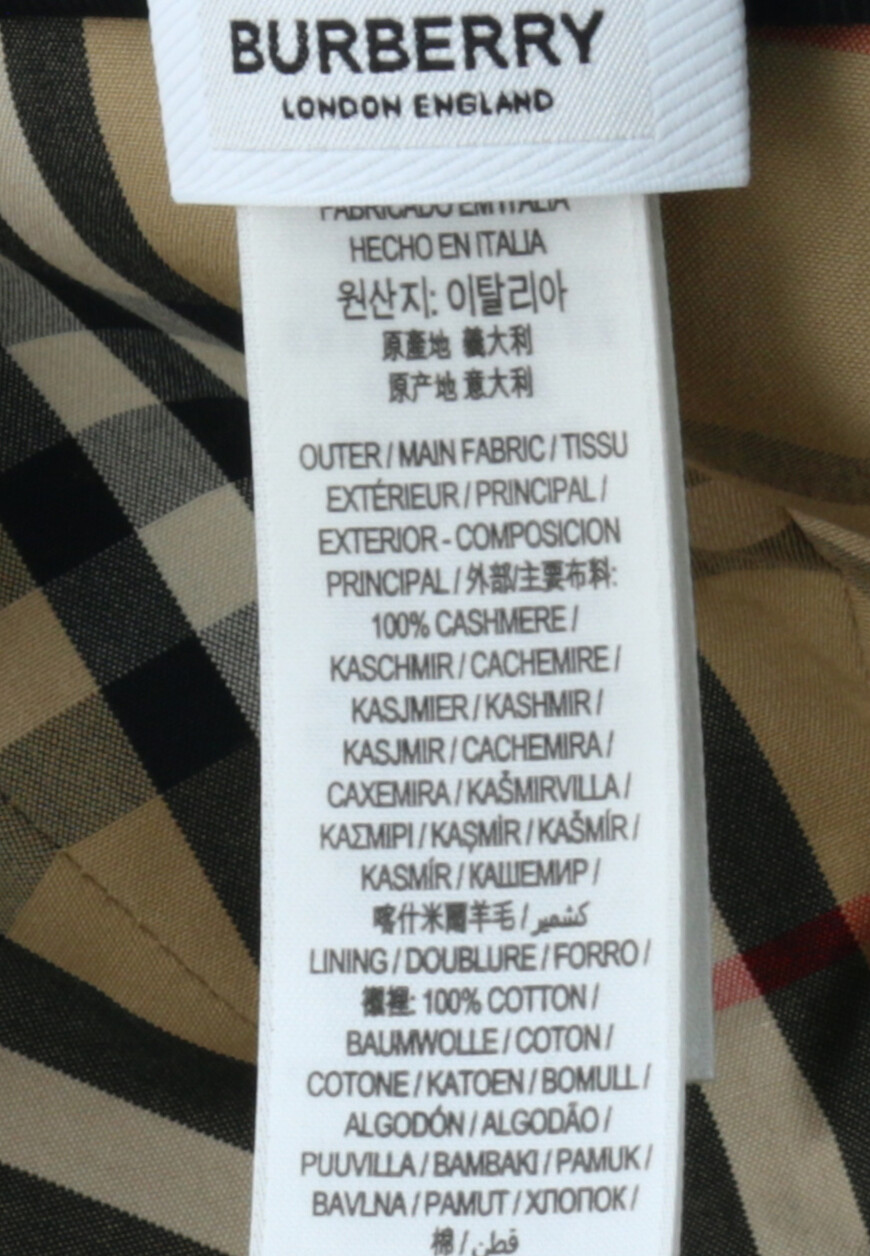 BURBERRY
LONDON ENGLAND
FABRICADO EM ITALIA
HECHO EN ITALIA
원산지: 이탈리아
原產地 義大利
原产地 意大利
OUTER / MAIN FABRIC / TISSU
EXTÉRIEUR / PRINCIPAL /
EXTERIOR - COMPOSICION
PRINCIPAL / 外部/主要布料:
100% CASHMERE /
KASCHMIR / CACHEMIRE /
KASJMIER / KASHMIR /
KASJMIR / CACHEMIRA /
CAXEMIRA / KAŠMIRVILLA /
ΚΑΣΜΙΡΙ / KAŞMİR / KAŠMÍR /
KASMÍR / КАШЕМИР /
喀什米爾羊毛 / كشمير
LINING / DOUBLURE / FORRO /
襯裡: 100% COTTON /
BAUMWOLLE / COTON /
COTONE / KATOEN / BOMULL /
ALGODÓN / ALGODÃO /
PUUVILLA / BAMBAKI / PAMUK /
BAVLNA / PAMUT / ХЛОПОК /
棉 / قطن